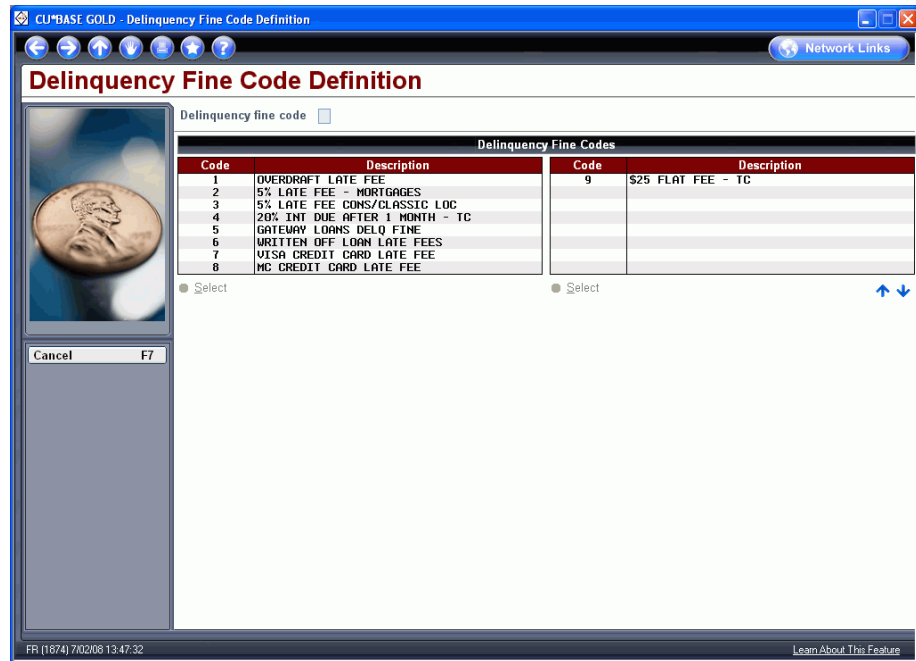 CU*BASE GOLD - Delinquency Fine Code Definition
Network Links
Delinquency Fine Code Definition
Delinquency fine code
Delinquency Fine Codes
Code Description Code Description
1 OVERDRAFT LATE FEE 9 $25 FLAT FEE - TC
2 5% LATE FEE - MORTGAGES
3 5% LATE FEE CONS/CLASSIC LOC
4 20% INT DUE AFTER 1 MONTH - TC
5 GATEWAY LOANS DELQ FINE
6 WRITTEN OFF LOAN LATE FEES
7 VISA CREDIT CARD LATE FEE
8 MC CREDIT CARD LATE FEE
Select Select
Cancel F7
FR (1874) 7/02/08 13:47:32 Learn About This Feature